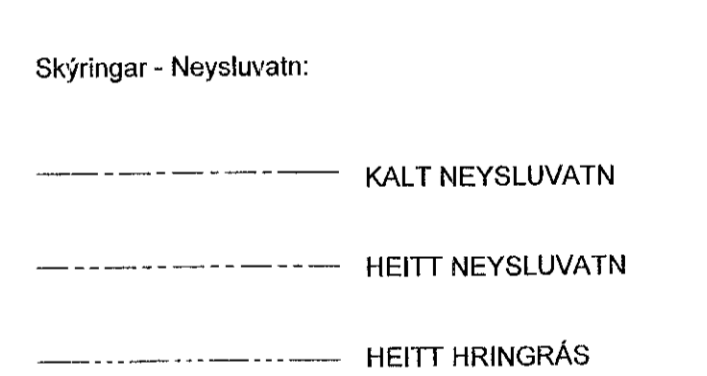 Skýringar - Neysluvatn:
KALT NEYSLUVATN
HEITT NEYSLUVATN
HEITT HRINGRÁS